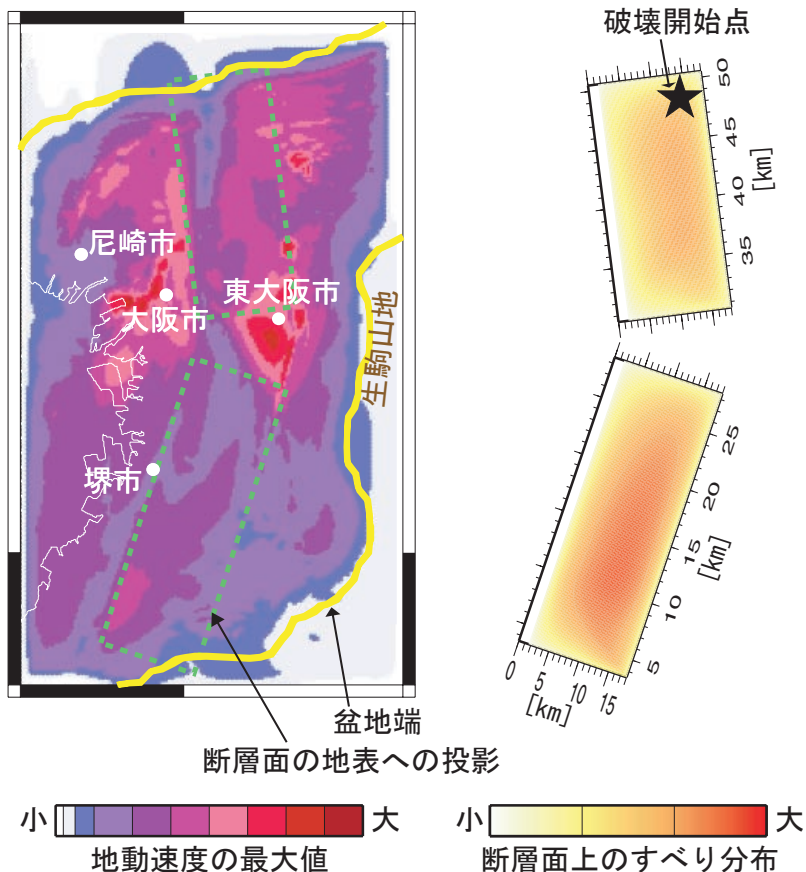 破壊開始点
50
45
40
35
[km]
尼崎市
大阪市
東大阪市
生駒山地
堺市
25
20
15
10
5
[km]
0
5
10
15
[km]
盆地端
断層面の地表への投影
小
大
地動速度の最大値
小
大
断層面上のすべり分布